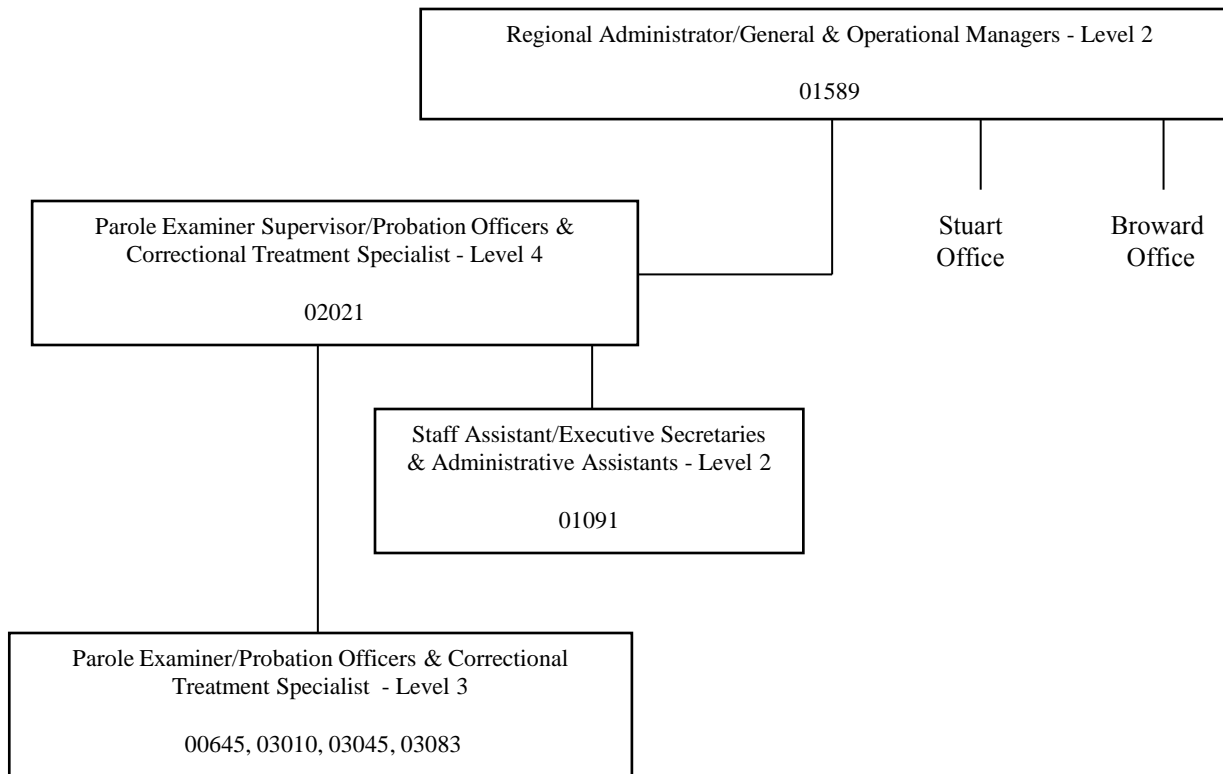 Regional Administrator/General & Operational Managers - Level 2
01589
Parole Examiner Supervisor/Probation Officers &
Correctional Treatment Specialist - Level 4
02021
Stuart
Office
Broward
Office
Staff Assistant/Executive Secretaries
& Administrative Assistants - Level 2
01091
Parole Examiner/Probation Officers & Correctional
Treatment Specialist  - Level 3
00645, 03010, 03045, 03083